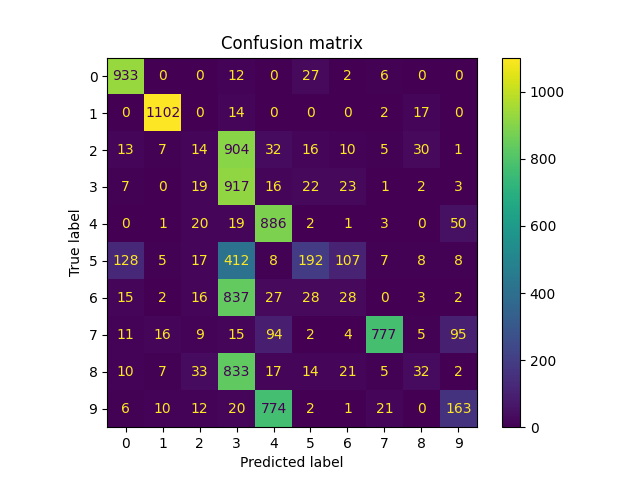 Confusion matrix
0 933 0 0 12 0 27 2 6 0 0
1 0 1102 0 14 0 0 0 2 17 0
2 13 7 14 904 32 16 10 5 30 1
3 7 0 19 917 16 22 23 1 2 3
4 0 1 20 19 886 2 1 3 0 50
5 128 5 17 412 8 192 107 7 8 8
6 15 2 16 837 27 28 28 0 3 2
7 11 16 9 15 94 2 4 777 5 95
8 10 7 33 833 17 14 21 5 32 2
9 6 10 12 20 774 2 1 21 0 163
0 1 2 3 4 5 6 7 8 9
Predicted label
True label
1000
800
600
400
200
0